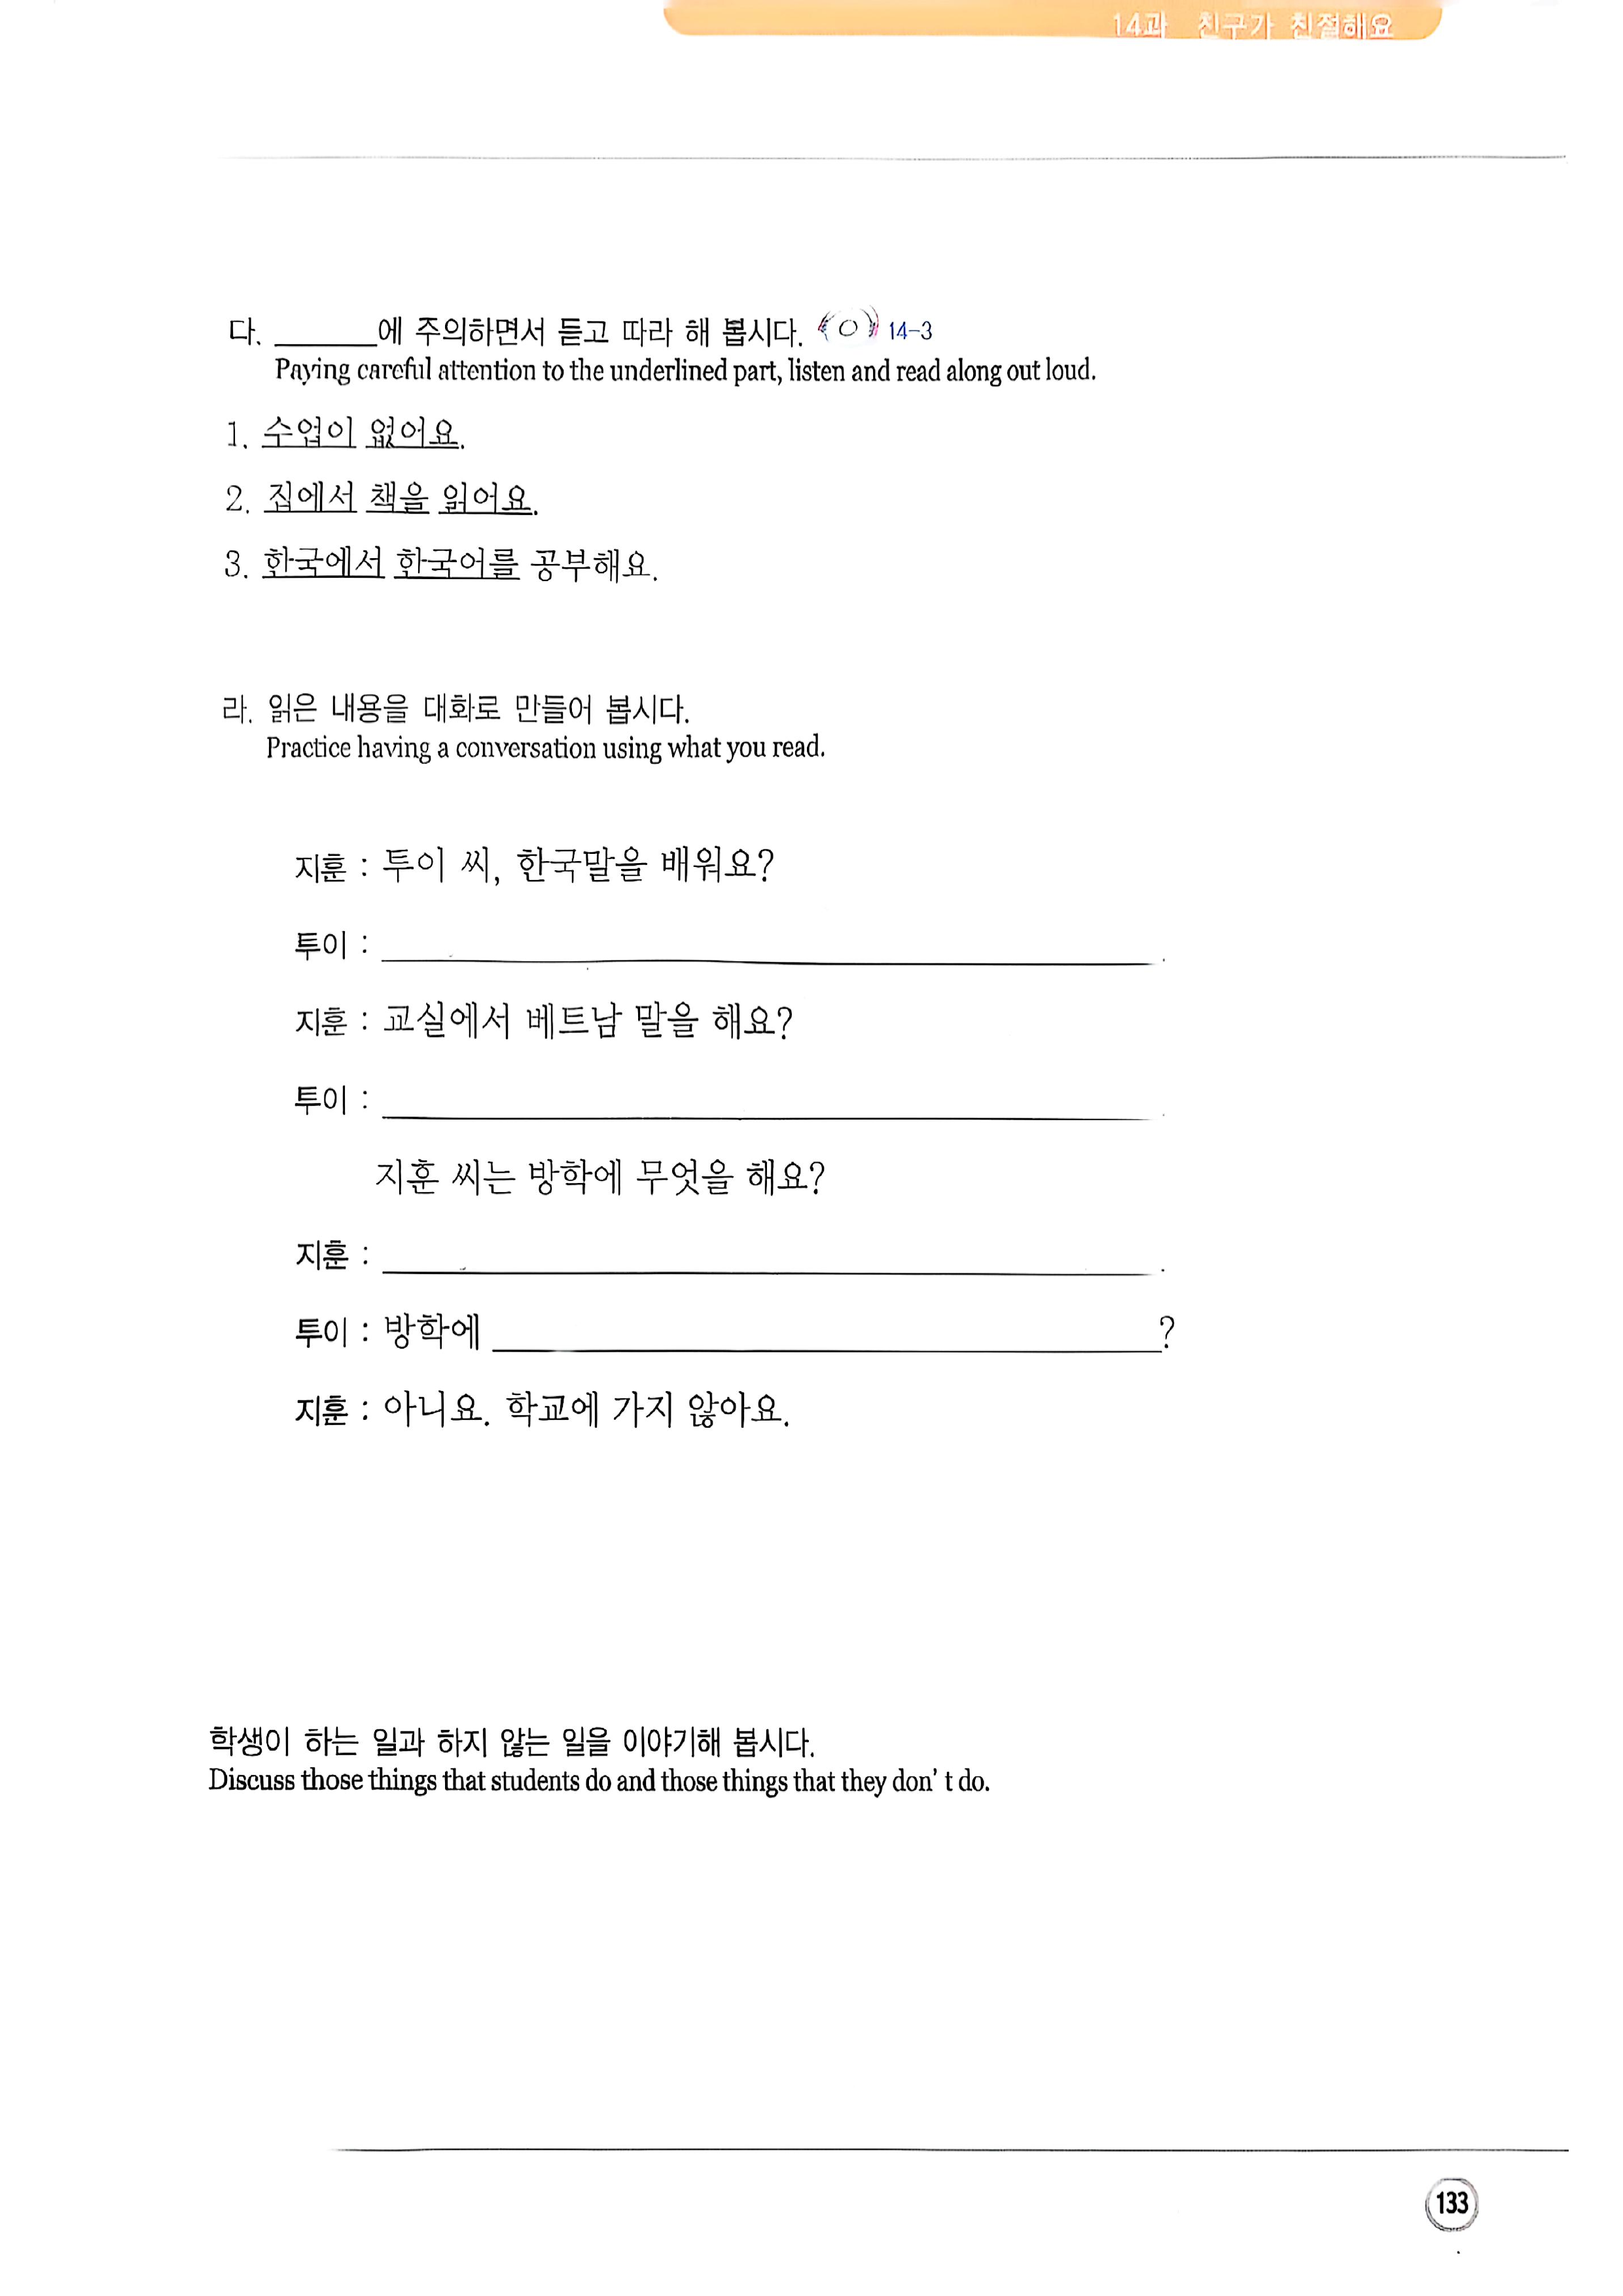 14과 친구가 친절해요
다. ______에 주의하면서 듣고 따라 해 봅시다. 14-3
Paying careful attention to the underlined part, listen and read along out loud.
1. 수업이 없어요.
2. 집에서 책을 읽어요.
3. 한국에서 한국어를 공부해요.
라. 읽은 내용을 대화로 만들어 봅시다.
Practice having a conversation using what you read.
지훈 : 투이 씨, 한국말을 배워요?
투이 : ______.
지훈 : 교실에서 베트남 말을 해요?
투이 : ______.
지훈 씨는 방학에 무엇을 해요?
지훈 : ______.
투이 : 방학에 ______?
지훈 : 아니요. 학교에 가지 않아요.
학생이 하는 일과 하지 않는 일을 이야기해 봅시다.
Discuss those things that students do and those things that they don't do.
133